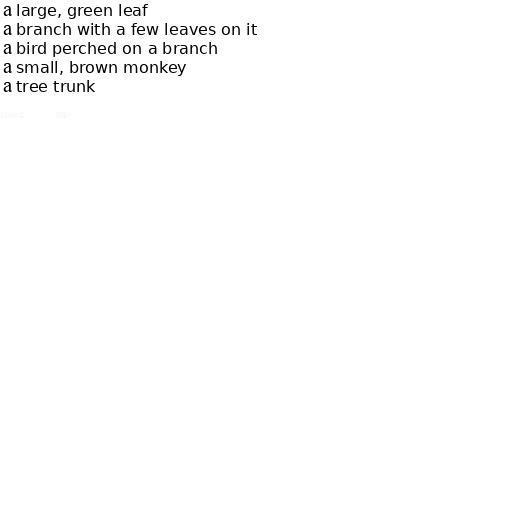 a large, green leaf
a branch with a few leaves on it
a bird perched on a branch
a small, brown monkey
a tree trunk